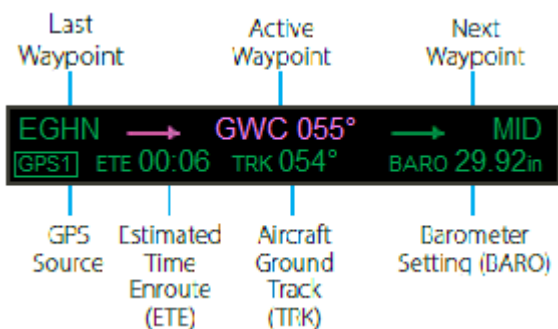 Last
Waypoint
Active
Waypoint
Next
Waypoint
EGHN → GWC 055° → MID
GPS1 ETE 00:06 TRK 054° BARO 29.92in
GPS
Source
Estimated
Time
Enroute
(ETE)
Aircraft
Ground
Track
(TRK)
Barometer
Setting (BARO)